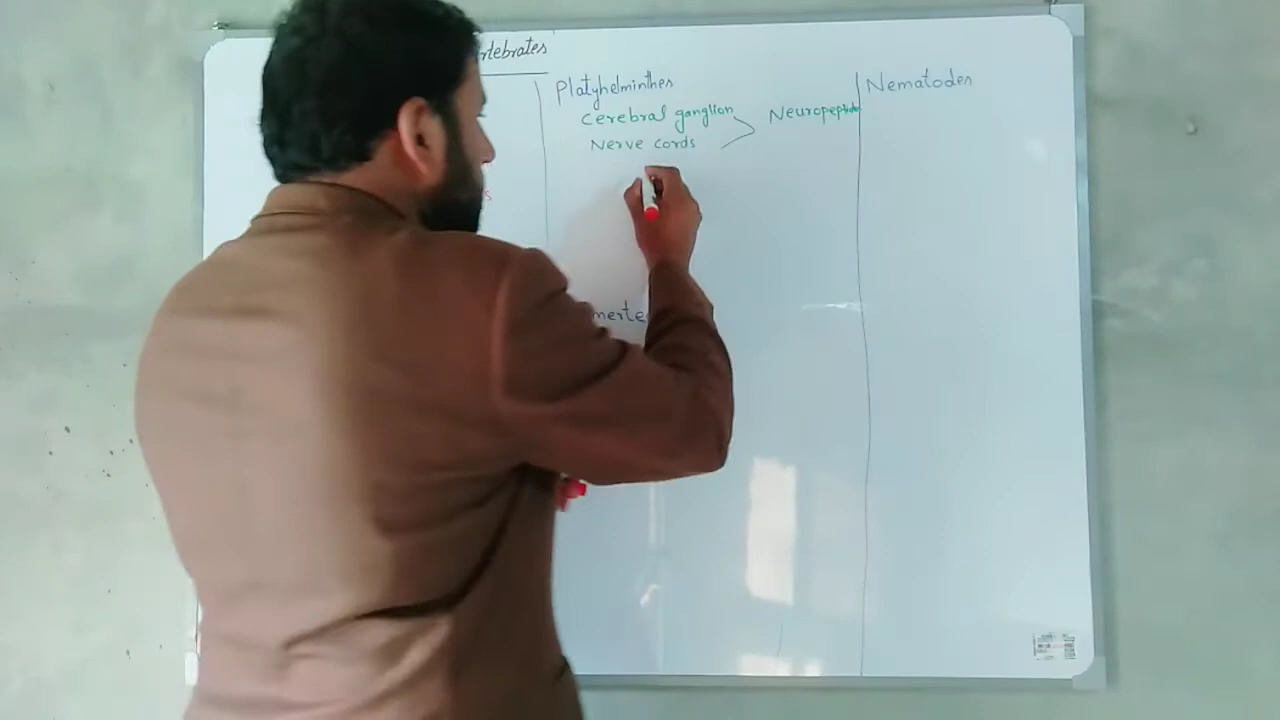 rtebrates
Platyhelminthes
Cerebral ganglion
Nerve cords
Neuropeptide
merte
Nematodes